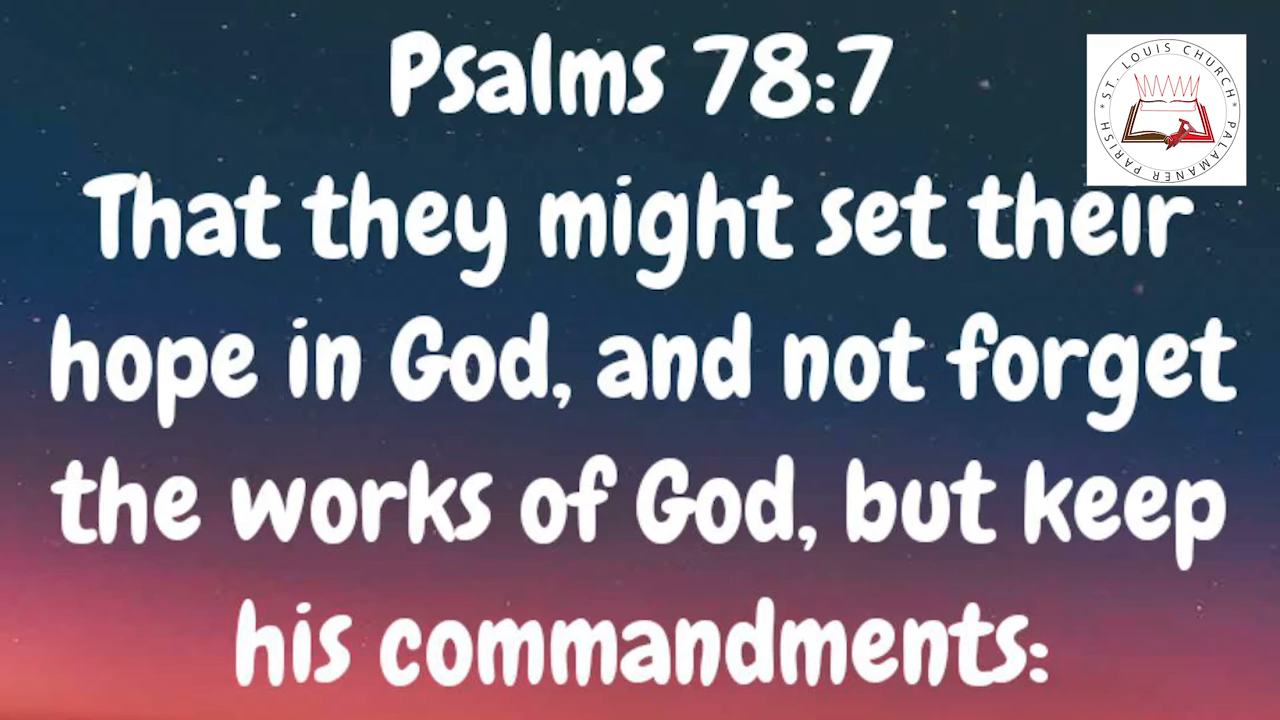 Psalms 78:7
That they might set their
hope in God, and not forget
the works of God, but keep
his commandments:
* ST. LOUIS CHURCH * PALAMANER PARISH